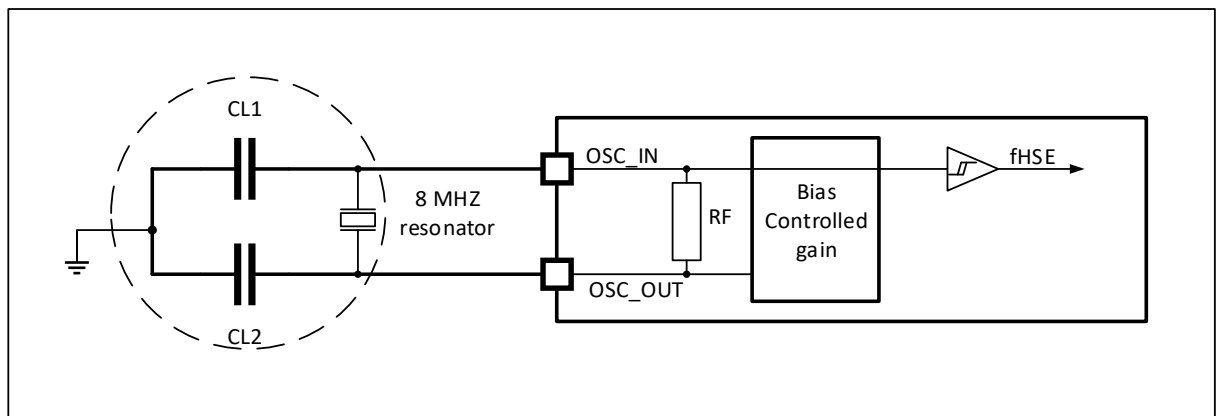 CL1
OSC_IN
fHSE
8 MHZ
resonator
RF
Bias
Controlled
gain
OSC_OUT
CL2